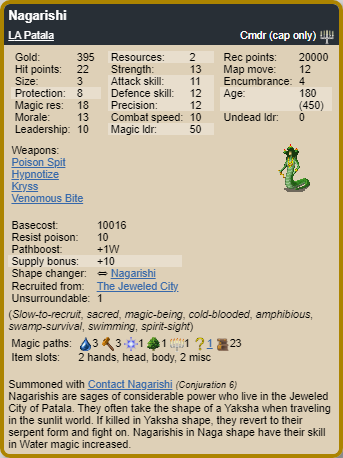 Nagarishi
LA Patala Cmdr (cap only)
Gold: 395 Resources: 2 Rec points: 20000
Hit points: 22 Strength: 13 Map move: 12
Size: 3 Attack skill: 11 Encumbrance: 4
Protection: 8 Defence skill: 12 Age: 180
Magic res: 18 Precision: 12 (450)
Morale: 13 Combat speed: 10 Undead ldr: 0
Leadership: 10 Magic ldr: 50
Weapons:
Poison Spit
Hypnotize
Kryss
Venomous Bite
Basecost: 10016
Resist poison: 10
Pathboost: +1W
Supply bonus: +10
Shape changer: ⇔ Nagarishi
Recruited from: The Jeweled City
Unsurroundable: 1
(Slow-to-recruit, sacred, magic-being, cold-blooded, amphibious,
swamp-survival, swimming, spirit-sight)
Magic paths: 3 3 1 1 1 ?1 23
Item slots: 2 hands, head, body, 2 misc
Summoned with Contact Nagarishi (Conjuration 6)
Nagarishis are sages of considerable power who live in the Jeweled
City of Patala. They often take the shape of a Yaksha when traveling
in the sunlit world. If killed in Yaksha shape, they revert to their
serpent form and fight on. Nagarishis in Naga shape have their skill
in Water magic increased.